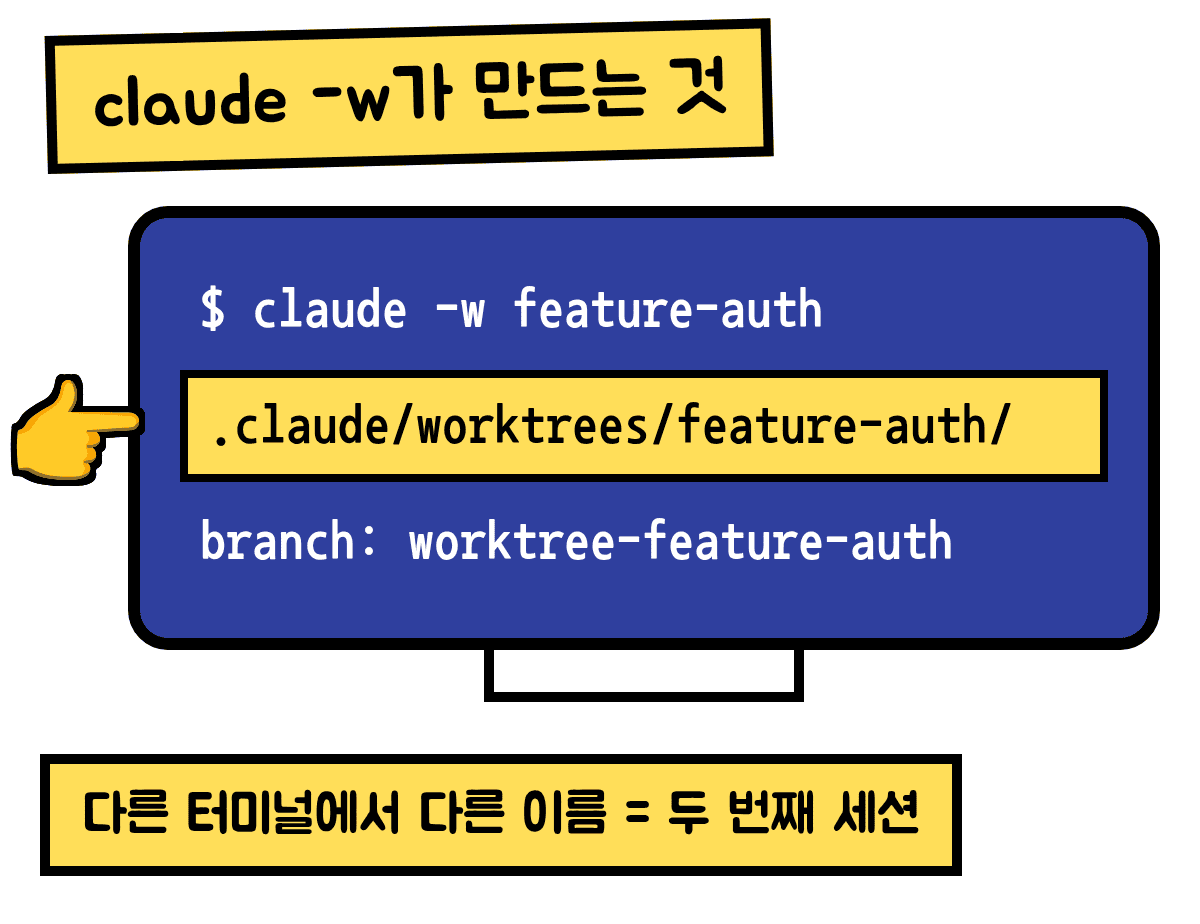 claude -w가 만드는 것
$ claude -w feature-auth
.claude/worktrees/feature-auth/
branch: worktree-feature-auth
다른 터미널에서 다른 이름 = 두 번째 세션